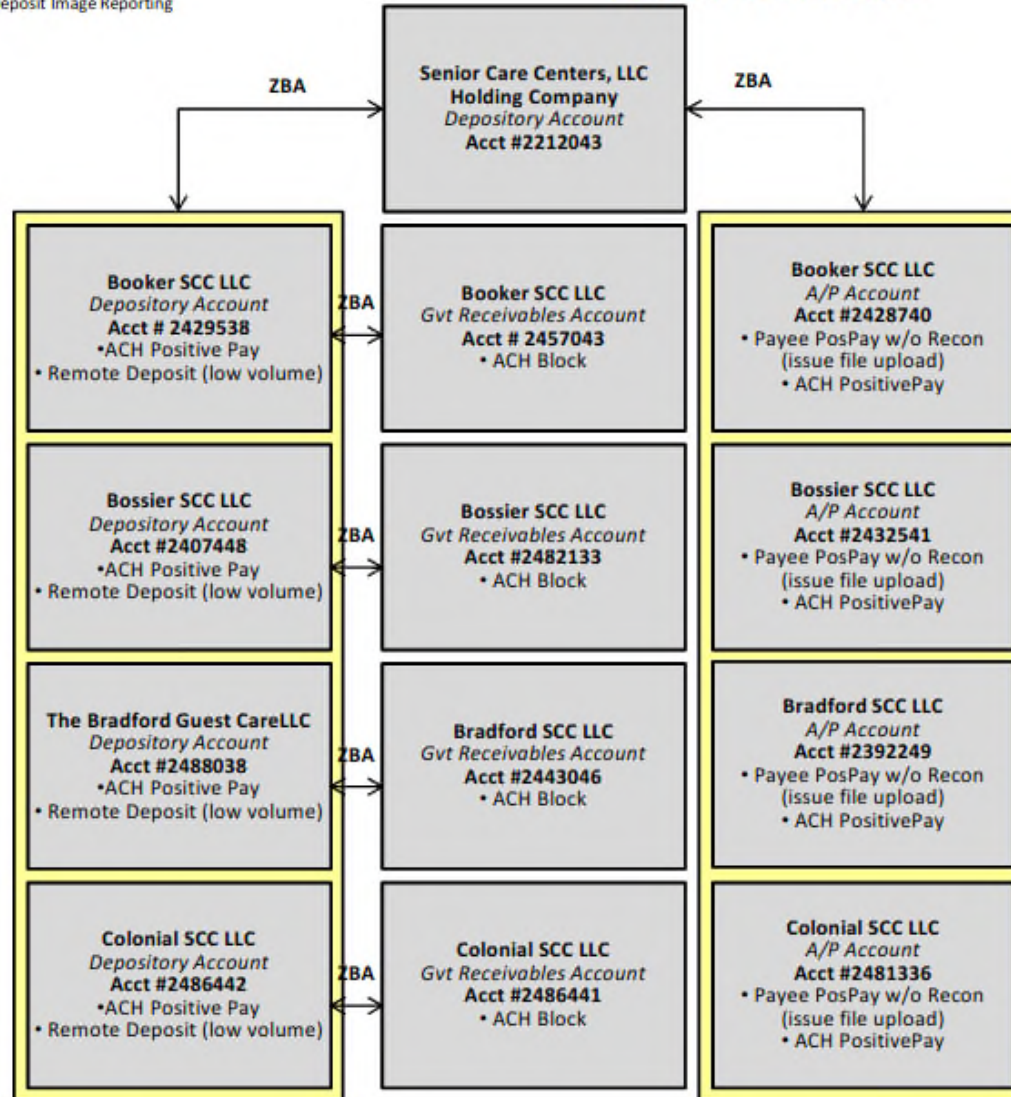 Deposit Image Reporting
ZBA
Senior Care Centers, LLC
Holding Company
Depository Account
Acct #2212043
ZBA
Booker SCC LLC
Depository Account
Acct # 2429538
•ACH Positive Pay
• Remote Deposit (low volume)
ZBA
Booker SCC LLC
Gvt Receivables Account
Acct # 2457043
• ACH Block
Booker SCC LLC
A/P Account
Acct #2428740
• Payee PosPay w/o Recon
(issue file upload)
• ACH PositivePay
Bossier SCC LLC
Depository Account
Acct #2407448
•ACH Positive Pay
• Remote Deposit (low volume)
ZBA
Bossier SCC LLC
Gvt Receivables Account
Acct #2482133
• ACH Block
Bossier SCC LLC
A/P Account
Acct #2432541
• Payee PosPay w/o Recon
(issue file upload)
• ACH PositivePay
The Bradford Guest CareLLC
Depository Account
Acct #2488038
•ACH Positive Pay
• Remote Deposit (low volume)
ZBA
Bradford SCC LLC
Gvt Receivables Account
Acct #2443046
• ACH Block
Bradford SCC LLC
A/P Account
Acct #2392249
• Payee PosPay w/o Recon
(issue file upload)
• ACH PositivePay
Colonial SCC LLC
Depository Account
Acct #2486442
•ACH Positive Pay
• Remote Deposit (low volume)
ZBA
Colonial SCC LLC
Gvt Receivables Account
Acct #2486441
• ACH Block
Colonial SCC LLC
A/P Account
Acct #2481336
• Payee PosPay w/o Recon
(issue file upload)
• ACH PositivePay